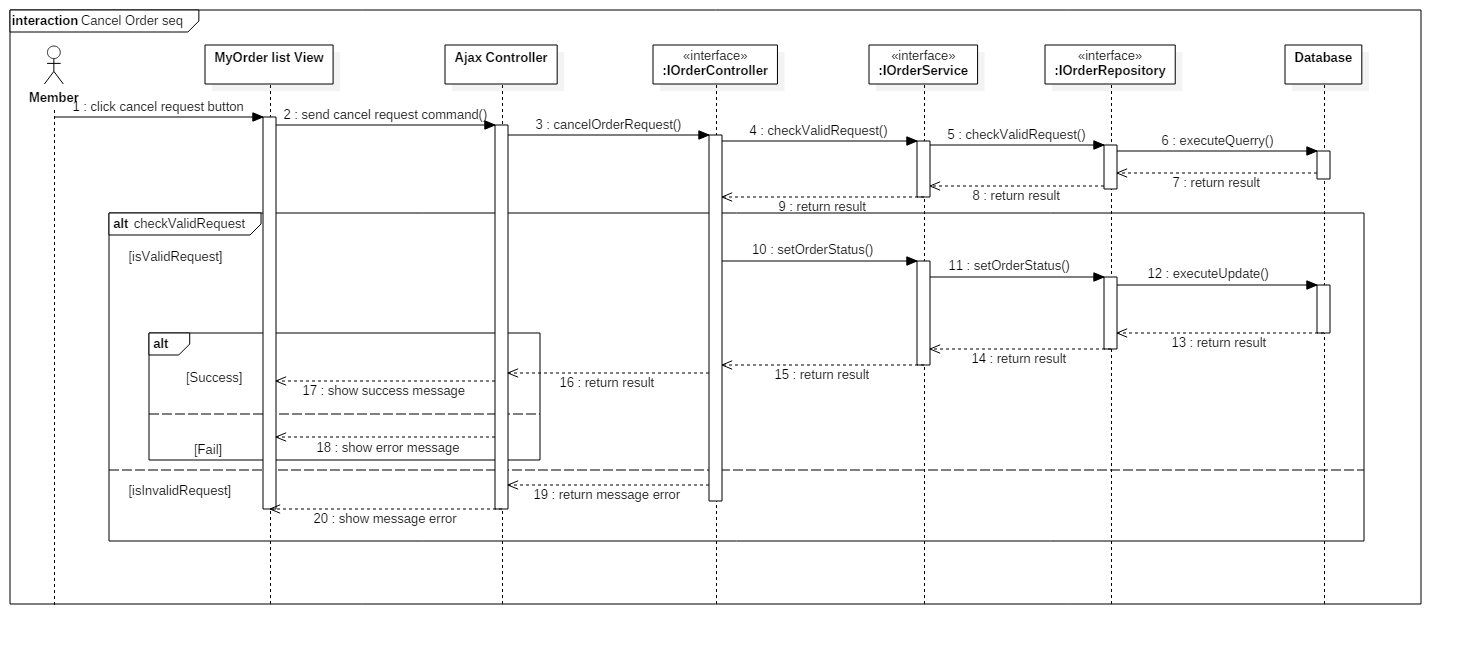 interaction Cancel Order seq
MyOrder list View
Ajax Controller
«interface»
:IOrderController
«interface»
:IOrderService
«interface»
:IOrderRepository
Database
Member
1 : click cancel request button
2 : send cancel request command()
3 : cancelOrderRequest()
4 : checkValidRequest()
5 : checkValidRequest()
6 : executeQuerry()
7 : return result
8 : return result
9 : return result
alt checkValidRequest
[isValidRequest]
10 : setOrderStatus()
11 : setOrderStatus()
12 : executeUpdate()
13 : return result
14 : return result
15 : return result
16 : return result
alt
[Success]
17 : show success message
18 : show error message
[Fail]
[isInvalidRequest]
19 : return message error
20 : show message error